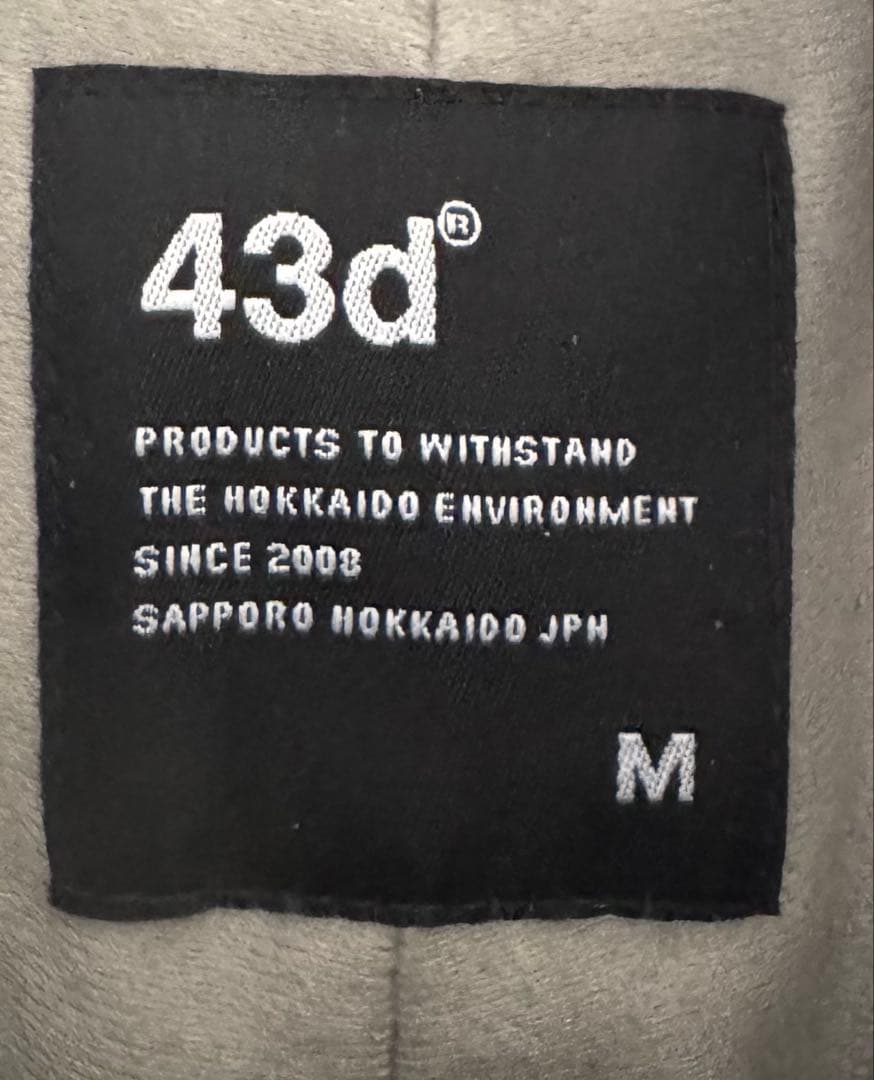 43d®
PRODUCTS TO WITHSTAND
THE HOKKAIDO ENVIRONMENT
SINCE 2008
SAPPORO HOKKAIDO JPN
M